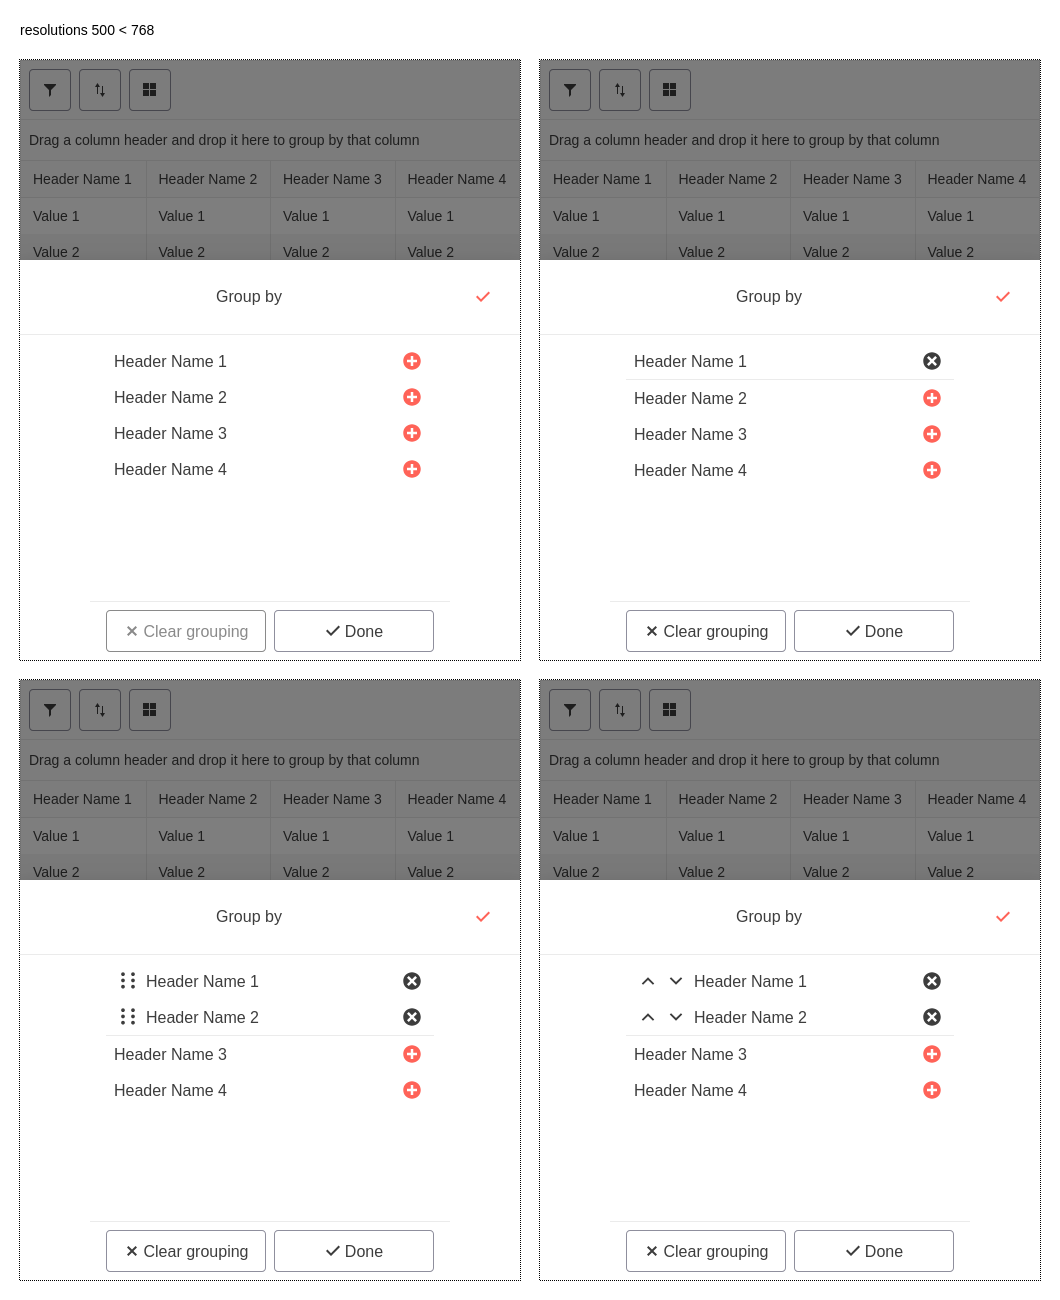 resolutions 500 < 768
Drag a column header and drop it here to group by that column
Header Name 1 Header Name 2 Header Name 3 Header Name 4
Value 1 Value 1 Value 1 Value 1
Value 2 Value 2 Value 2 Value 2
Group by
Header Name 1
Header Name 2
Header Name 3
Header Name 4
Clear grouping Done
Drag a column header and drop it here to group by that column
Header Name 1 Header Name 2 Header Name 3 Header Name 4
Value 1 Value 1 Value 1 Value 1
Value 2 Value 2 Value 2 Value 2
Group by
Header Name 1
Header Name 2
Header Name 3
Header Name 4
Clear grouping Done
Drag a column header and drop it here to group by that column
Header Name 1 Header Name 2 Header Name 3 Header Name 4
Value 1 Value 1 Value 1 Value 1
Value 2 Value 2 Value 2 Value 2
Group by
Header Name 1
Header Name 2
Header Name 3
Header Name 4
Clear grouping Done
Drag a column header and drop it here to group by that column
Header Name 1 Header Name 2 Header Name 3 Header Name 4
Value 1 Value 1 Value 1 Value 1
Value 2 Value 2 Value 2 Value 2
Group by
Header Name 1
Header Name 2
Header Name 3
Header Name 4
Clear grouping Done